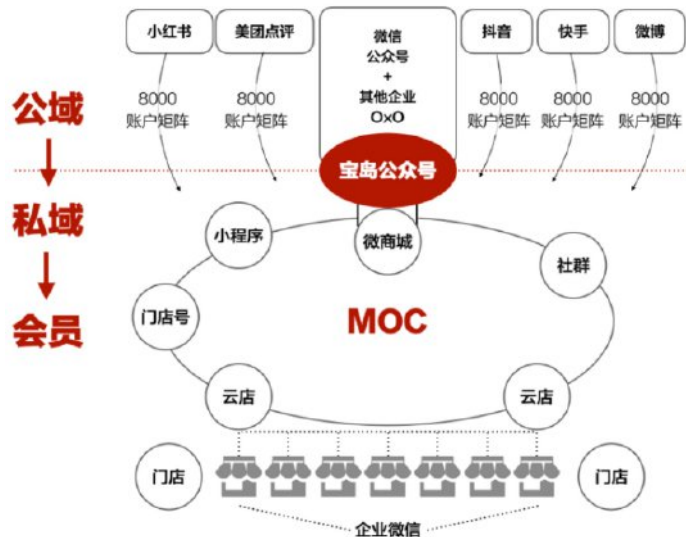 小红书
美团点评
微信
公众号
+
其他企业
OxO
抖音
快手
微博
8000
账户矩阵
8000
账户矩阵
8000
账户矩阵
8000
账户矩阵
8000
账户矩阵
公域
宝岛公众号
私域
小程序
微商城
社群
门店号
MOC
会员
云店
云店
门店
门店
企业微信